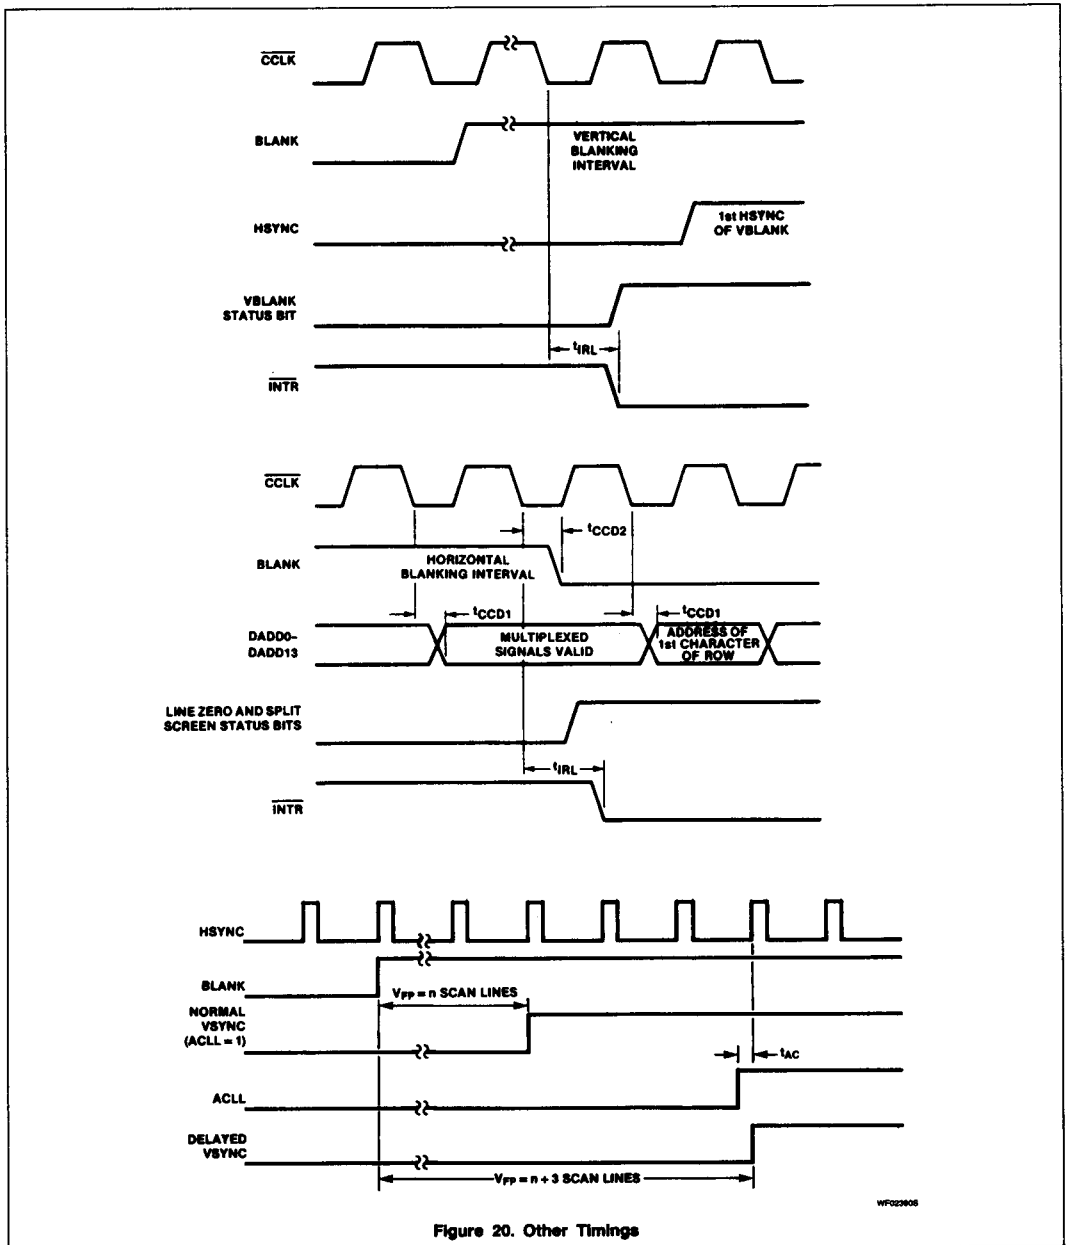 CCLK
BLANK
VERTICAL
BLANKING
INTERVAL
HSYNC
1st HSYNC
OF VBLANK
VBLANK
STATUS BIT
tIRL
INTR
CCLK
tCCD2
BLANK
HORIZONTAL
BLANKING INTERVAL
tCCD1
tCCD1
DADD0-
DADD13
MULTIPLEXED
SIGNALS VALID
ADDRESS OF
1st CHARACTER
OF ROW
LINE ZERO AND SPLIT
SCREEN STATUS BITS
tIRL
INTR
HSYNC
BLANK
VFP = n SCAN LINES
NORMAL
VSYNC
(ACLL = 1)
tAC
ACLL
DELAYED
VSYNC
VFP = n + 3 SCAN LINES
WF02390S
Figure 20. Other Timings